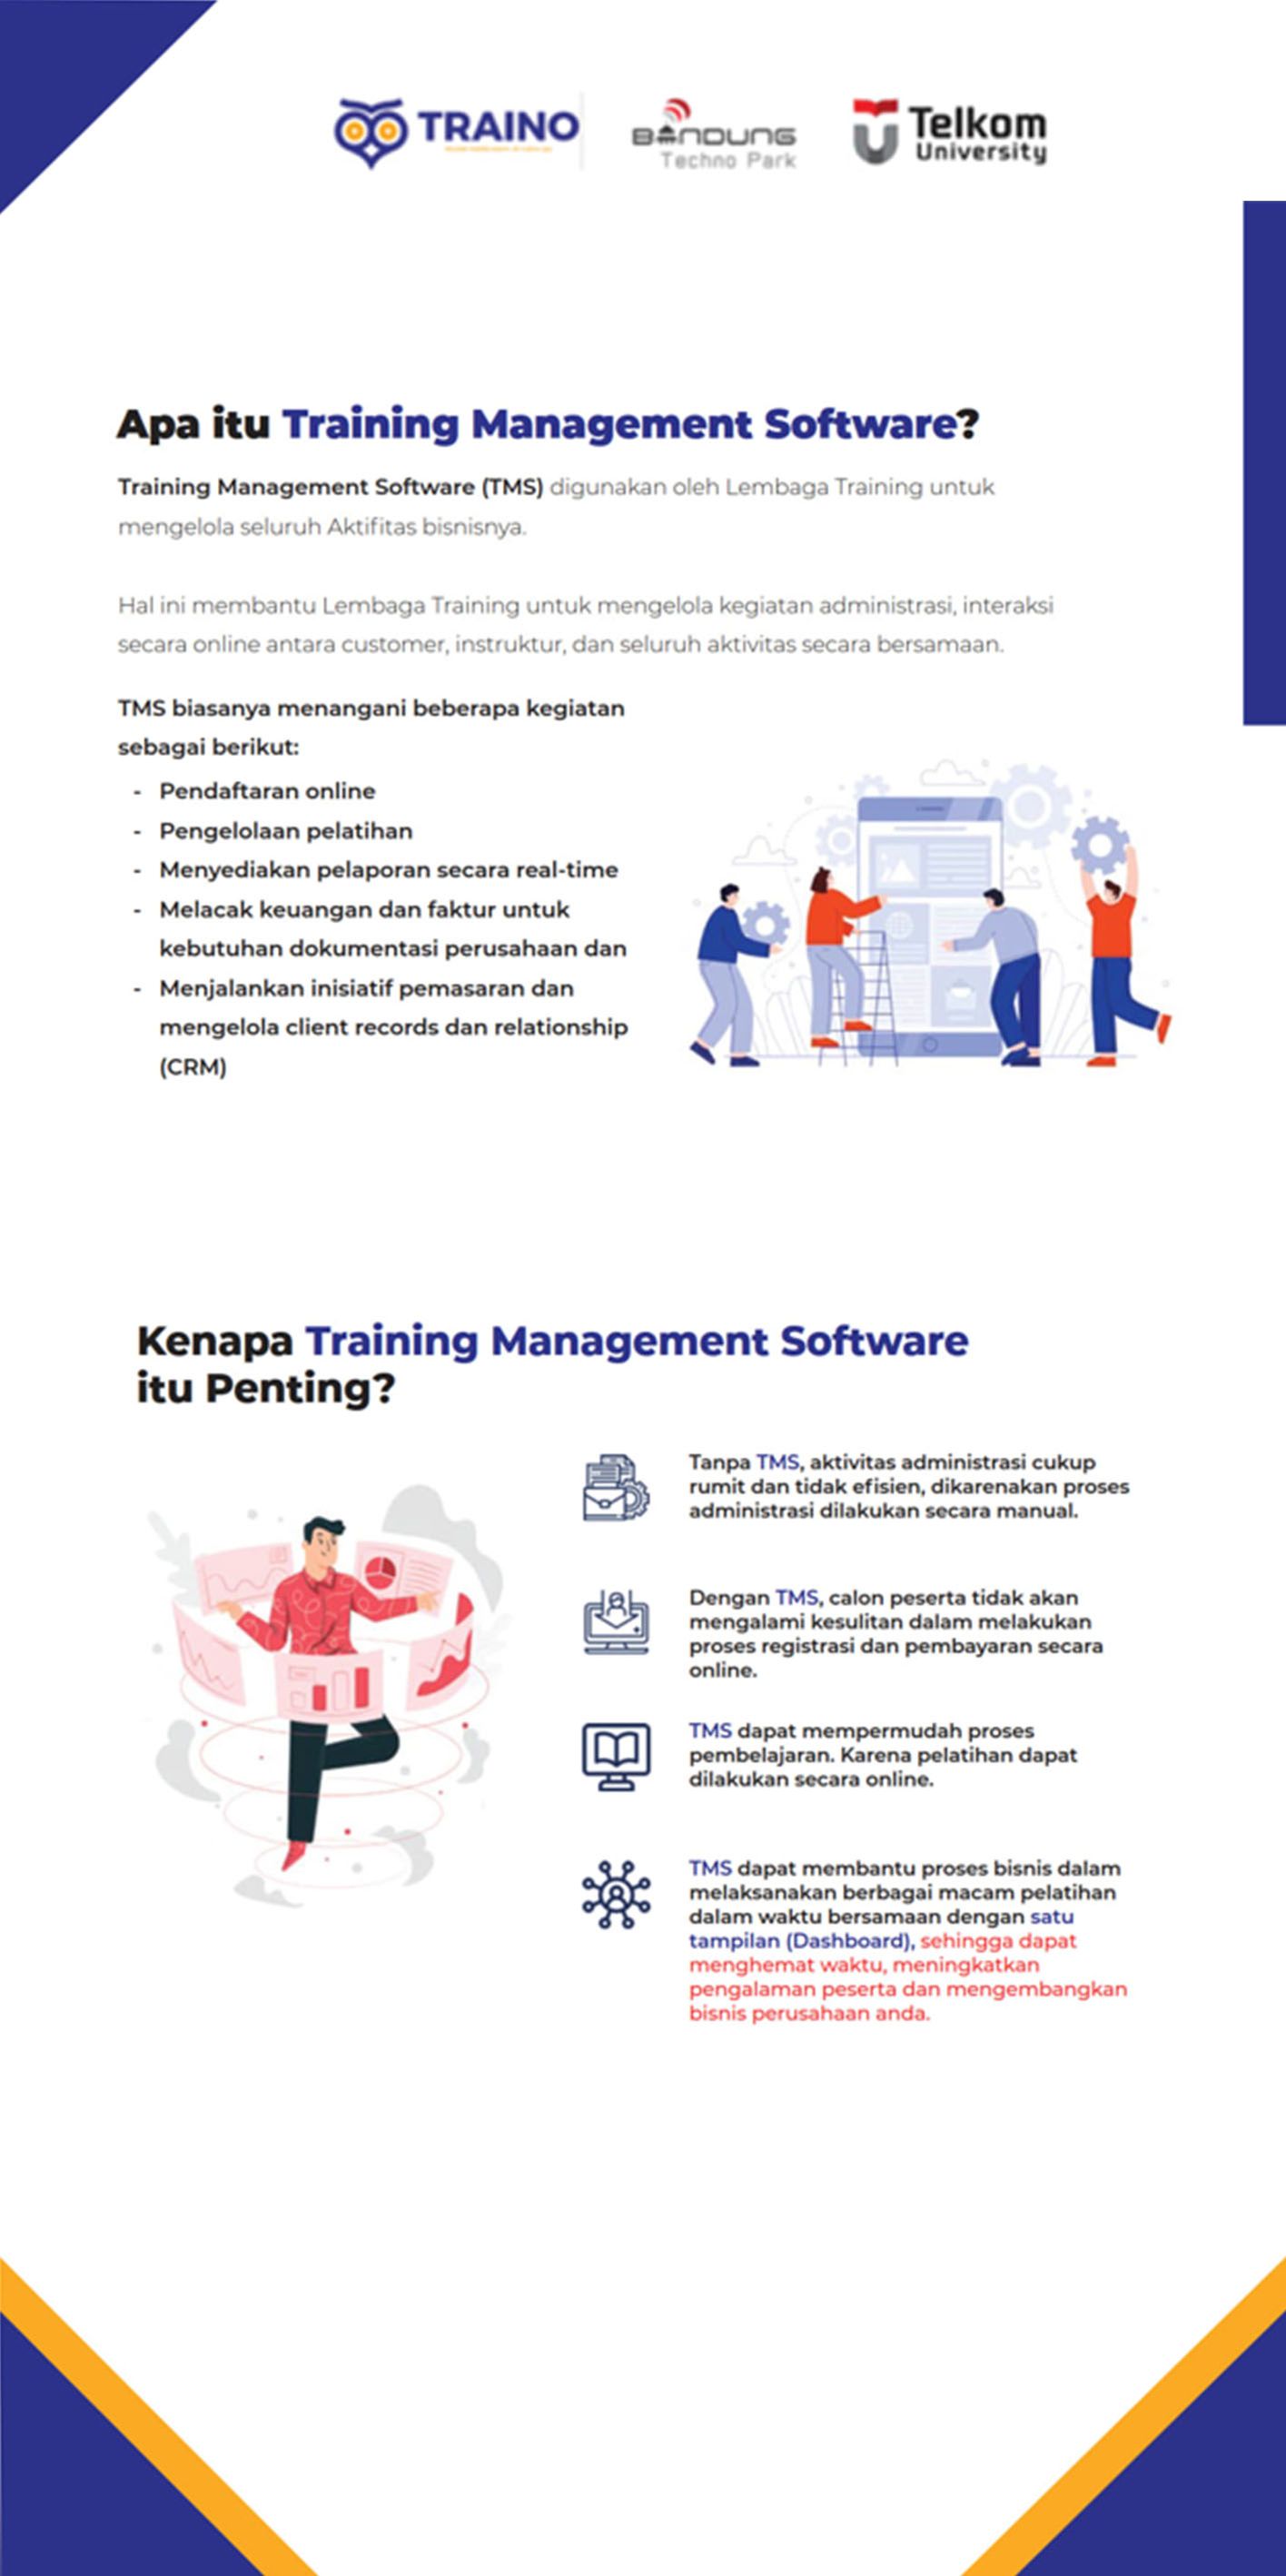 TRAINO
BANDUNG
Techno Park
Telkom
University
Apa itu Training Management Software?
Training Management Software (TMS) digunakan oleh Lembaga Training untuk
mengelola seluruh Aktifitas bisnisnya.
Hal ini membantu Lembaga Training untuk mengelola kegiatan administrasi, interaksi
secara online antara customer, instruktur, dan seluruh aktivitas secara bersamaan.
TMS biasanya menangani beberapa kegiatan
sebagai berikut:
- Pendaftaran online
- Pengelolaan pelatihan
- Menyediakan pelaporan secara real-time
- Melacak keuangan dan faktur untuk
kebutuhan dokumentasi perusahaan dan
- Menjalankan inisiatif pemasaran dan
mengelola client records dan relationship
(CRM)
Kenapa Training Management Software
itu Penting?
Tanpa TMS, aktivitas administrasi cukup
rumit dan tidak efisien, dikarenakan proses
administrasi dilakukan secara manual.
Dengan TMS, calon peserta tidak akan
mengalami kesulitan dalam melakukan
proses registrasi dan pembayaran secara
online.
TMS dapat mempermudah proses
pembelajaran. Karena pelatihan dapat
dilakukan secara online.
TMS dapat membantu proses bisnis dalam
melaksanakan berbagai macam pelatihan
dalam waktu bersamaan dengan satu
tampilan (Dashboard), sehingga dapat
menghemat waktu, meningkatkan
pengalaman peserta dan mengembangkan
bisnis perusahaan anda.